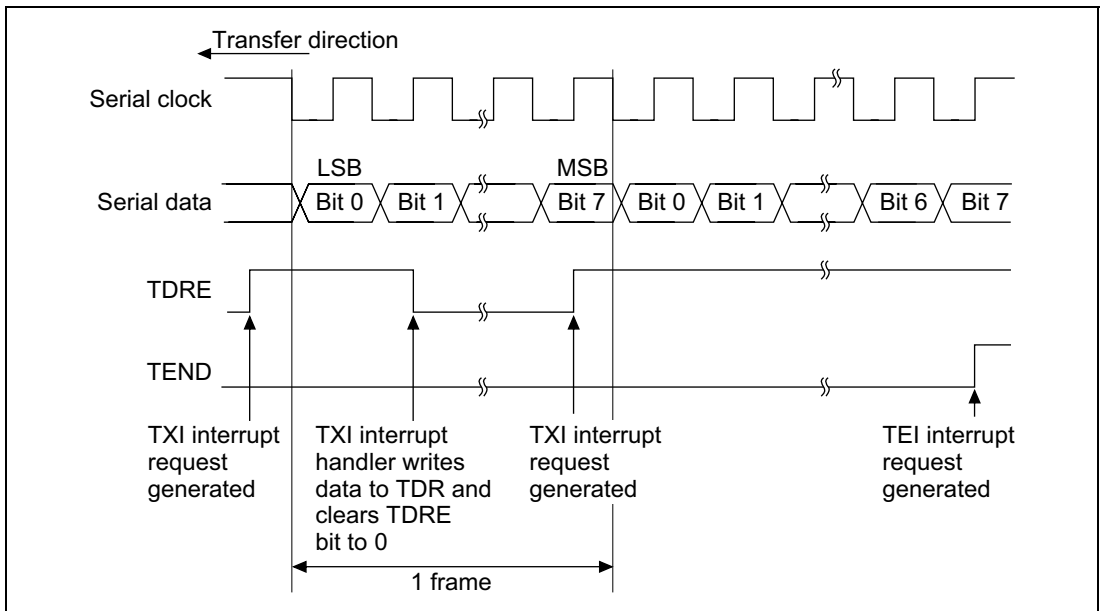 Transfer direction
Serial clock
LSB
MSB
Serial data
Bit 0
Bit 1
Bit 7
Bit 0
Bit 1
Bit 6
Bit 7
TDRE
TEND
TXI interrupt
request
generated
TXI interrupt
handler writes
data to TDR and
clears TDRE
bit to 0
TXI interrupt
request
generated
TEI interrupt
request
generated
1 frame